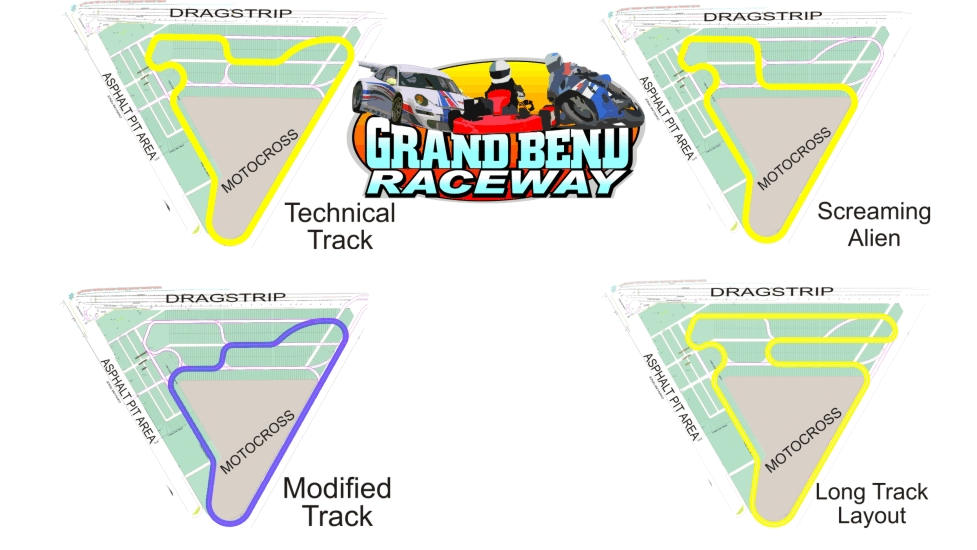 DRAGSTRIP
ASPHALT PIT AREA
MOTOCROSS
Technical
Track
GRAND BEND
RACEWAY
DRAGSTRIP
ASPHALT PIT AREA
MOTOCROSS
Screaming
Alien
DRAGSTRIP
ASPHALT PIT AREA
MOTOCROSS
Modified
Track
DRAGSTRIP
ASPHALT PIT AREA
MOTOCROSS
Long Track
Layout